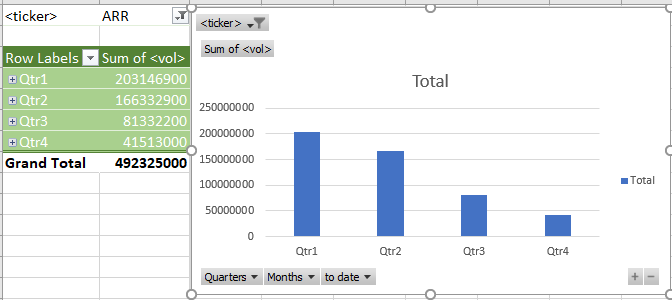 <ticker> ARR
Row Labels Sum of <vol>
Qtr1 203146900
Qtr2 166332900
Qtr3 81332200
Qtr4 41513000
Grand Total 492325000
<ticker>
Sum of <vol>
Total
250000000
200000000
150000000
100000000
50000000
0
Qtr1 Qtr2 Qtr3 Qtr4
Total
Quarters Months to date